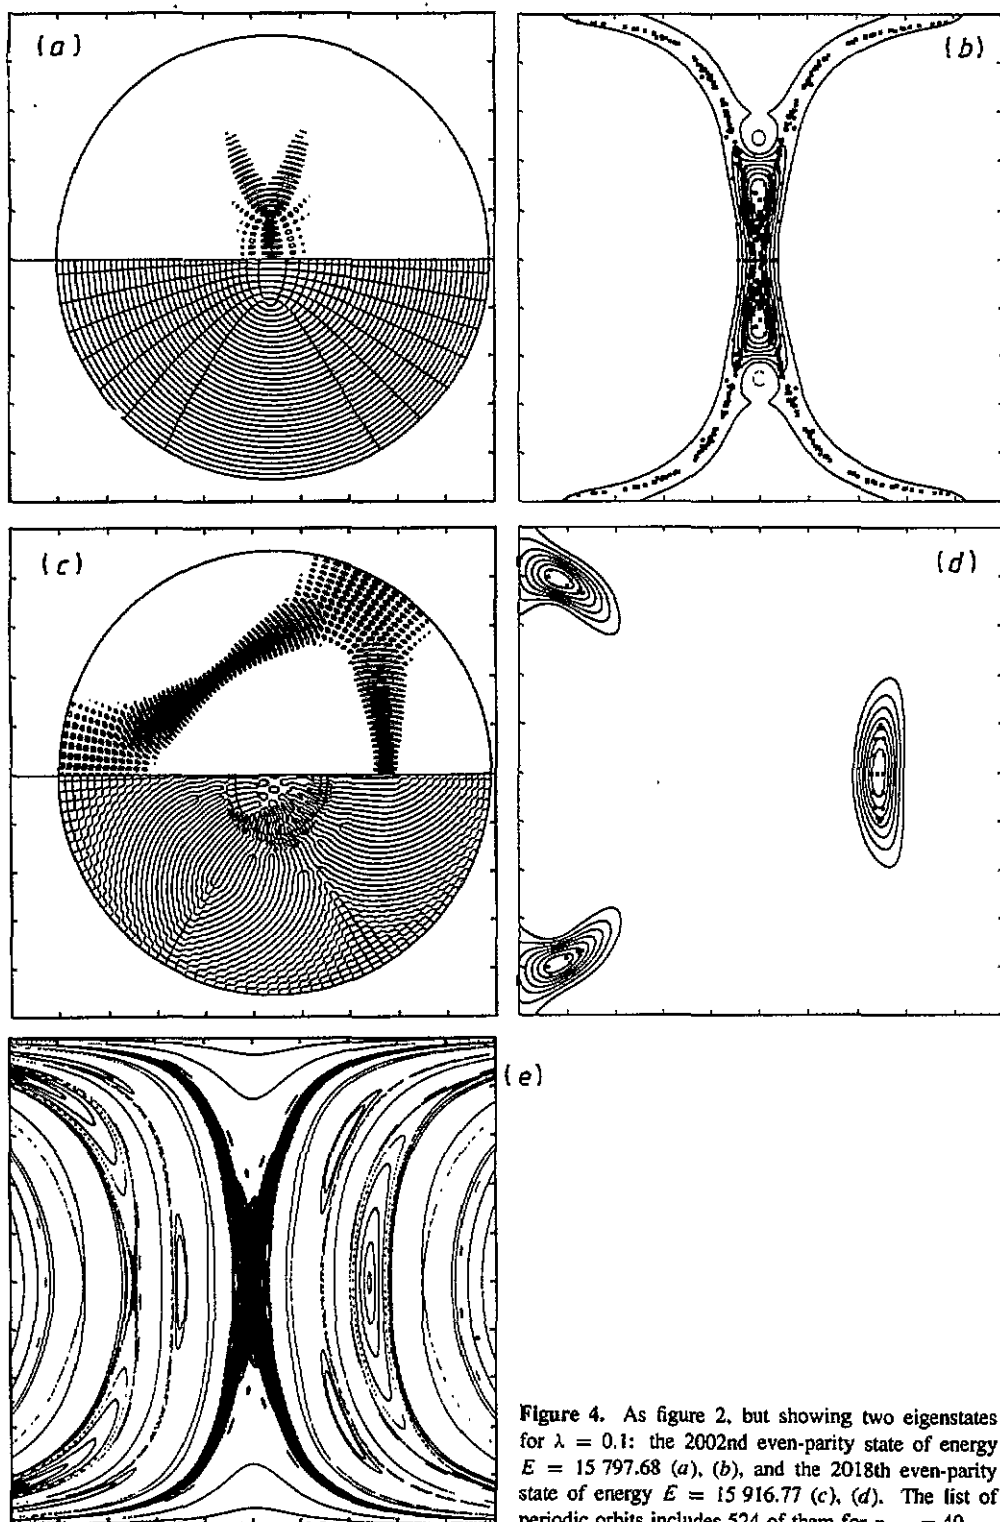 (a)
(b)
(c)
(d)
(e)
Figure 4. As figure 2, but showing two eigenstates
for λ = 0.1: the 2002nd even-parity state of energy
E = 15 797.68 (a), (b), and the 2018th even-parity
state of energy E = 15 916.77 (c), (d). The list of
periodic orbits includes 524 of them for